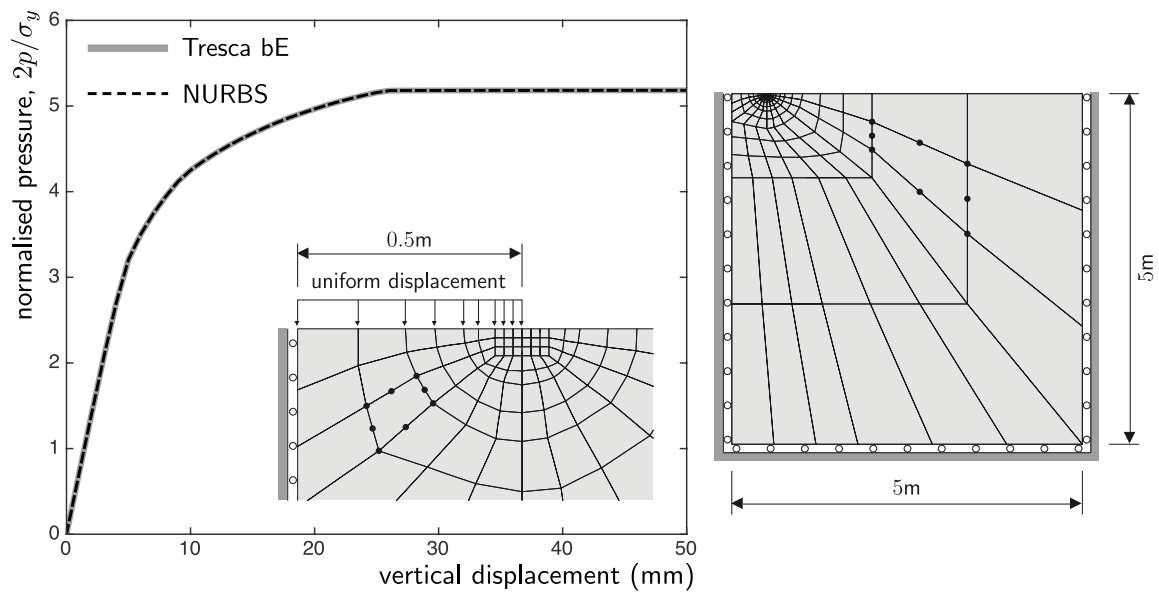 6
5
4
3
2
1
0
normalised pressure, 2p/σ_y
Tresca bE
NURBS
0.5m
uniform displacement
0 10 20 30 40 50
vertical displacement (mm)
5m
5m